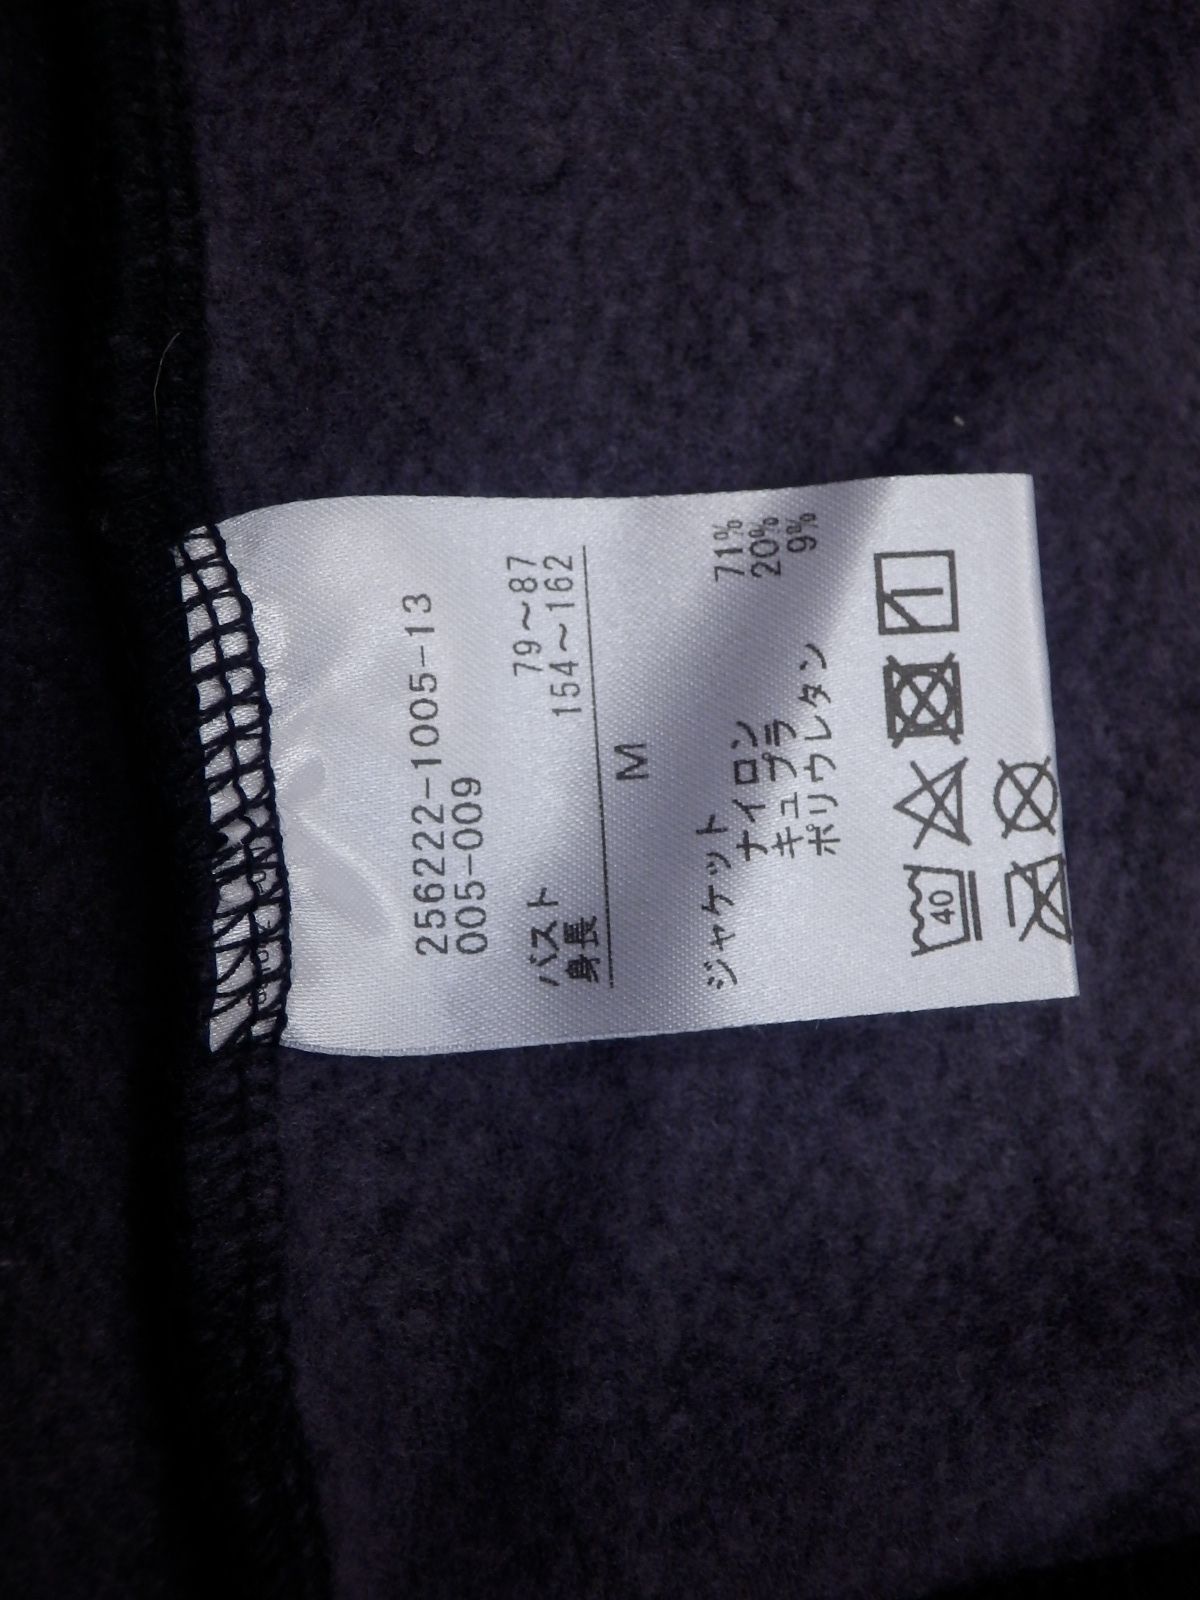 256222-1005-13
005-009
バスト 79～87
身長 154～162
M
ジャケット
ナイロン 71%
キュプラ 20%
ポリウレタン 9%
40